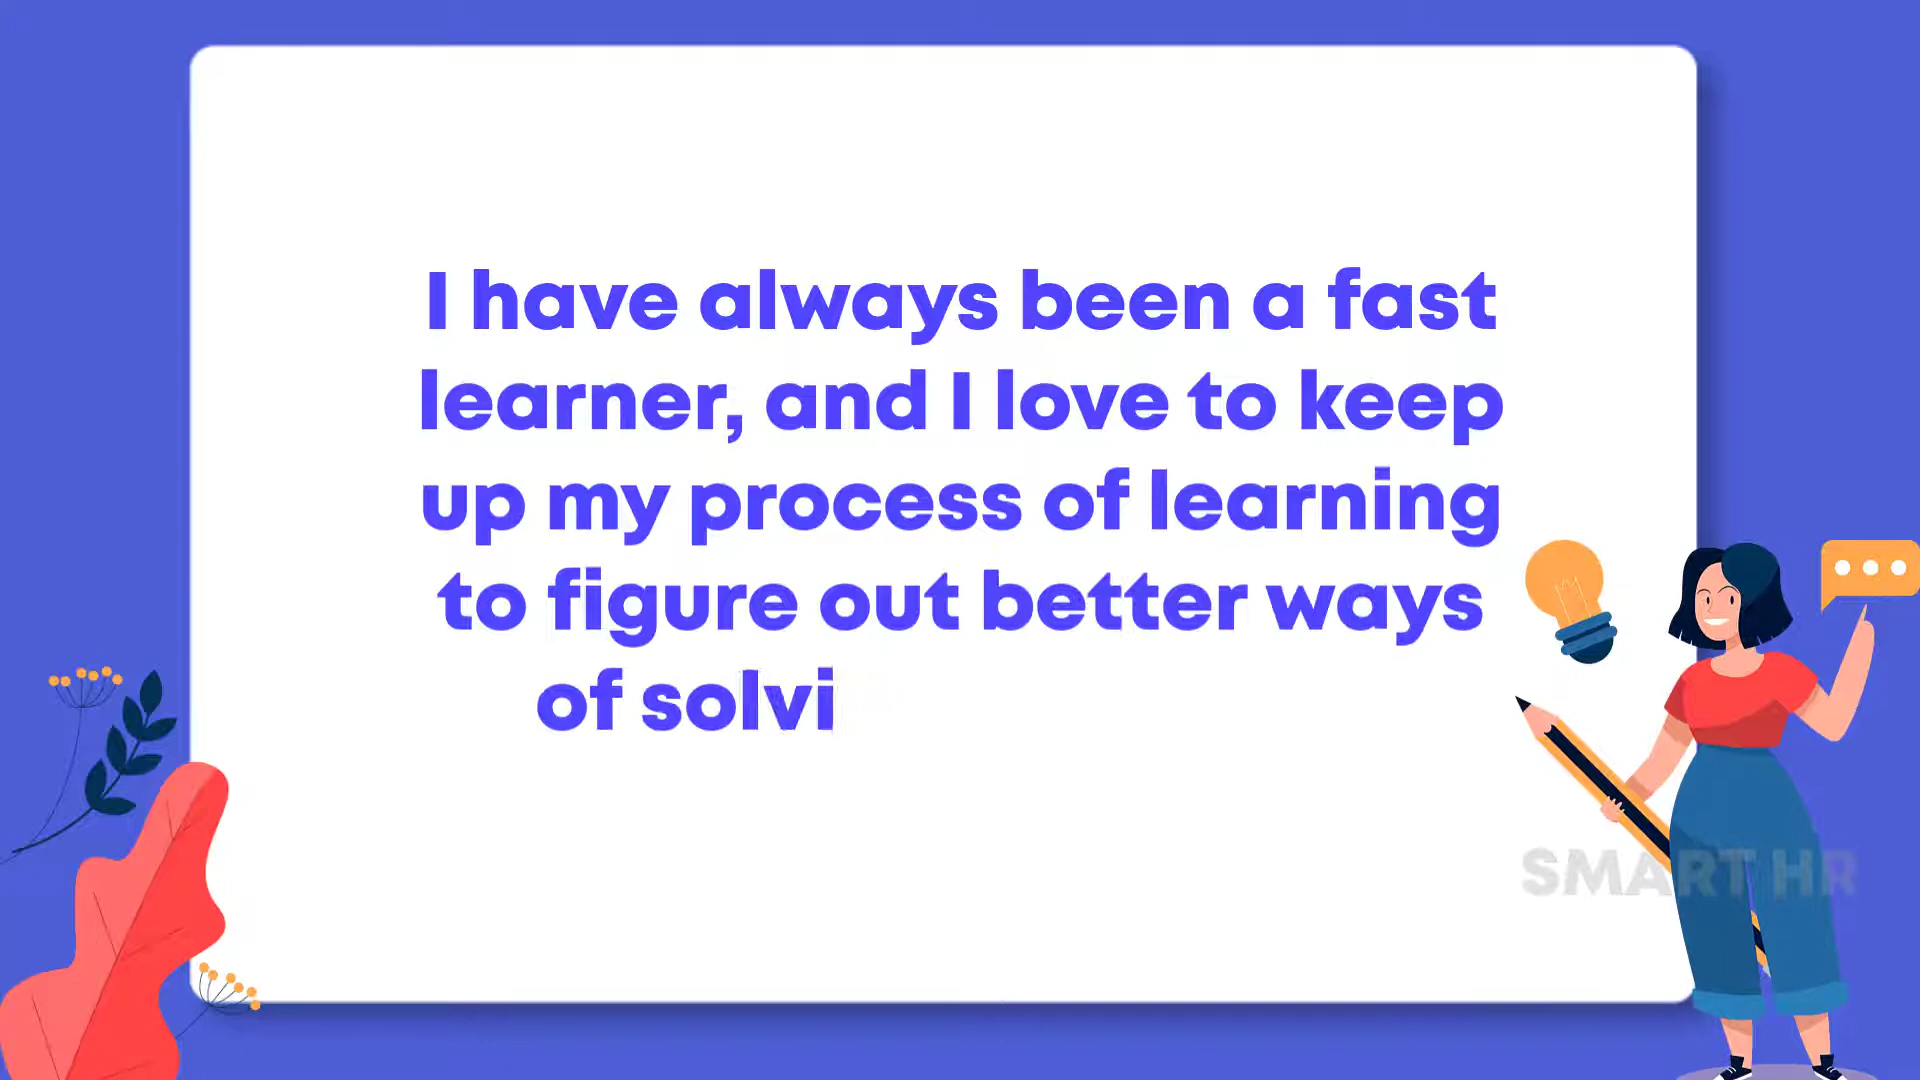 I have always been a fast
learner, and I love to keep
up my process of learning
to figure out better ways
of solvi
SMART HR